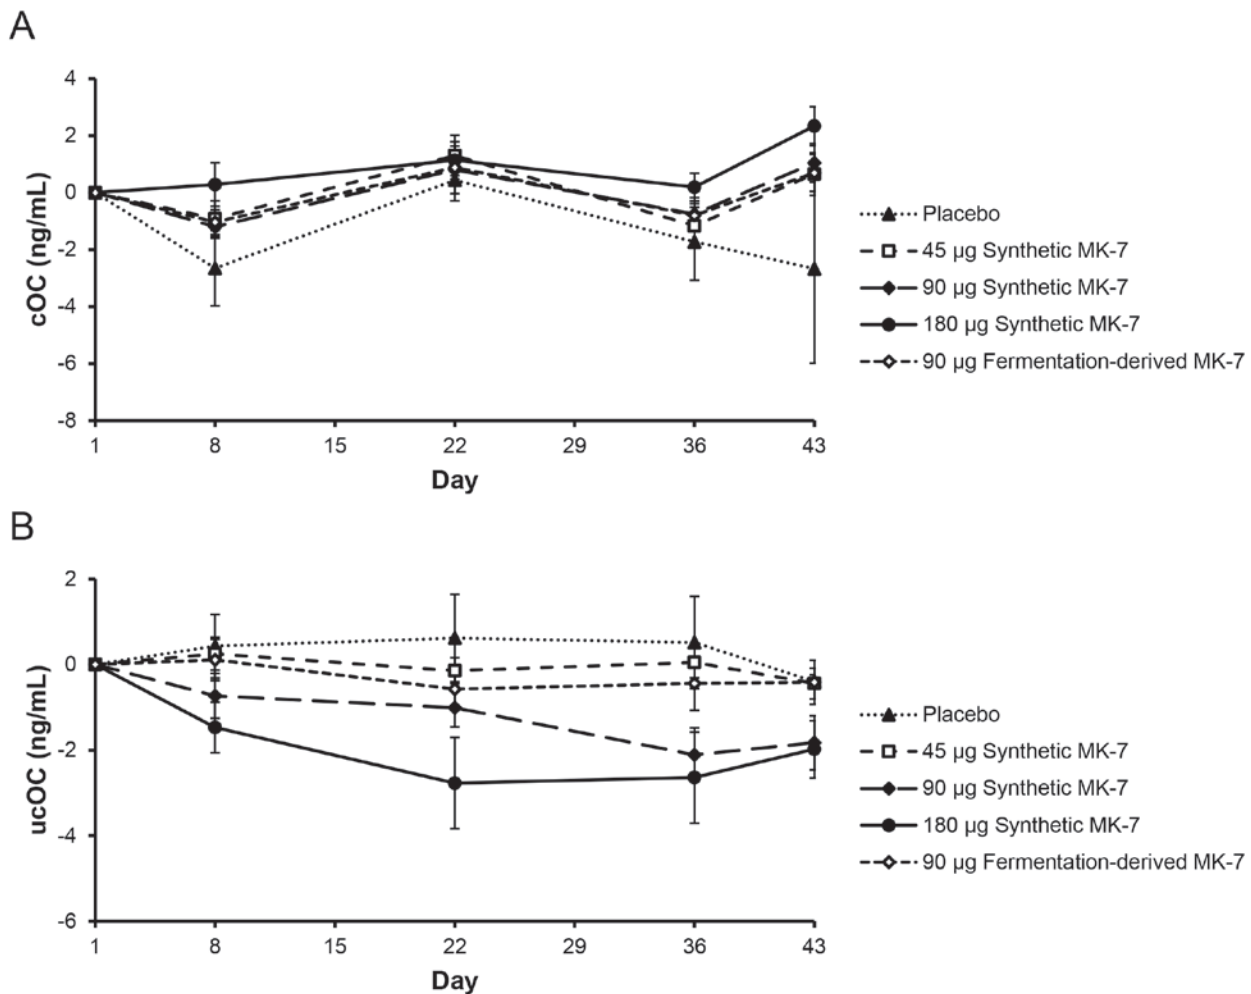 A
4
2
0
-2
-4
-6
-8
cOC (ng/mL)
1 8 15 22 29 36 43
Day
Placebo
45 µg Synthetic MK-7
90 µg Synthetic MK-7
180 µg Synthetic MK-7
90 µg Fermentation-derived MK-7
B
2
0
-2
-4
-6
ucOC (ng/mL)
1 8 15 22 29 36 43
Day
Placebo
45 µg Synthetic MK-7
90 µg Synthetic MK-7
180 µg Synthetic MK-7
90 µg Fermentation-derived MK-7